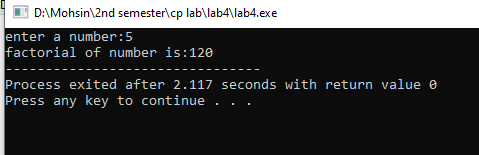 D:\Mohsin\2nd semester\cp lab\lab4\lab4.exe
enter a number:5
factorial of number is:120
--------------------------------
Process exited after 2.117 seconds with return value 0
Press any key to continue . . .